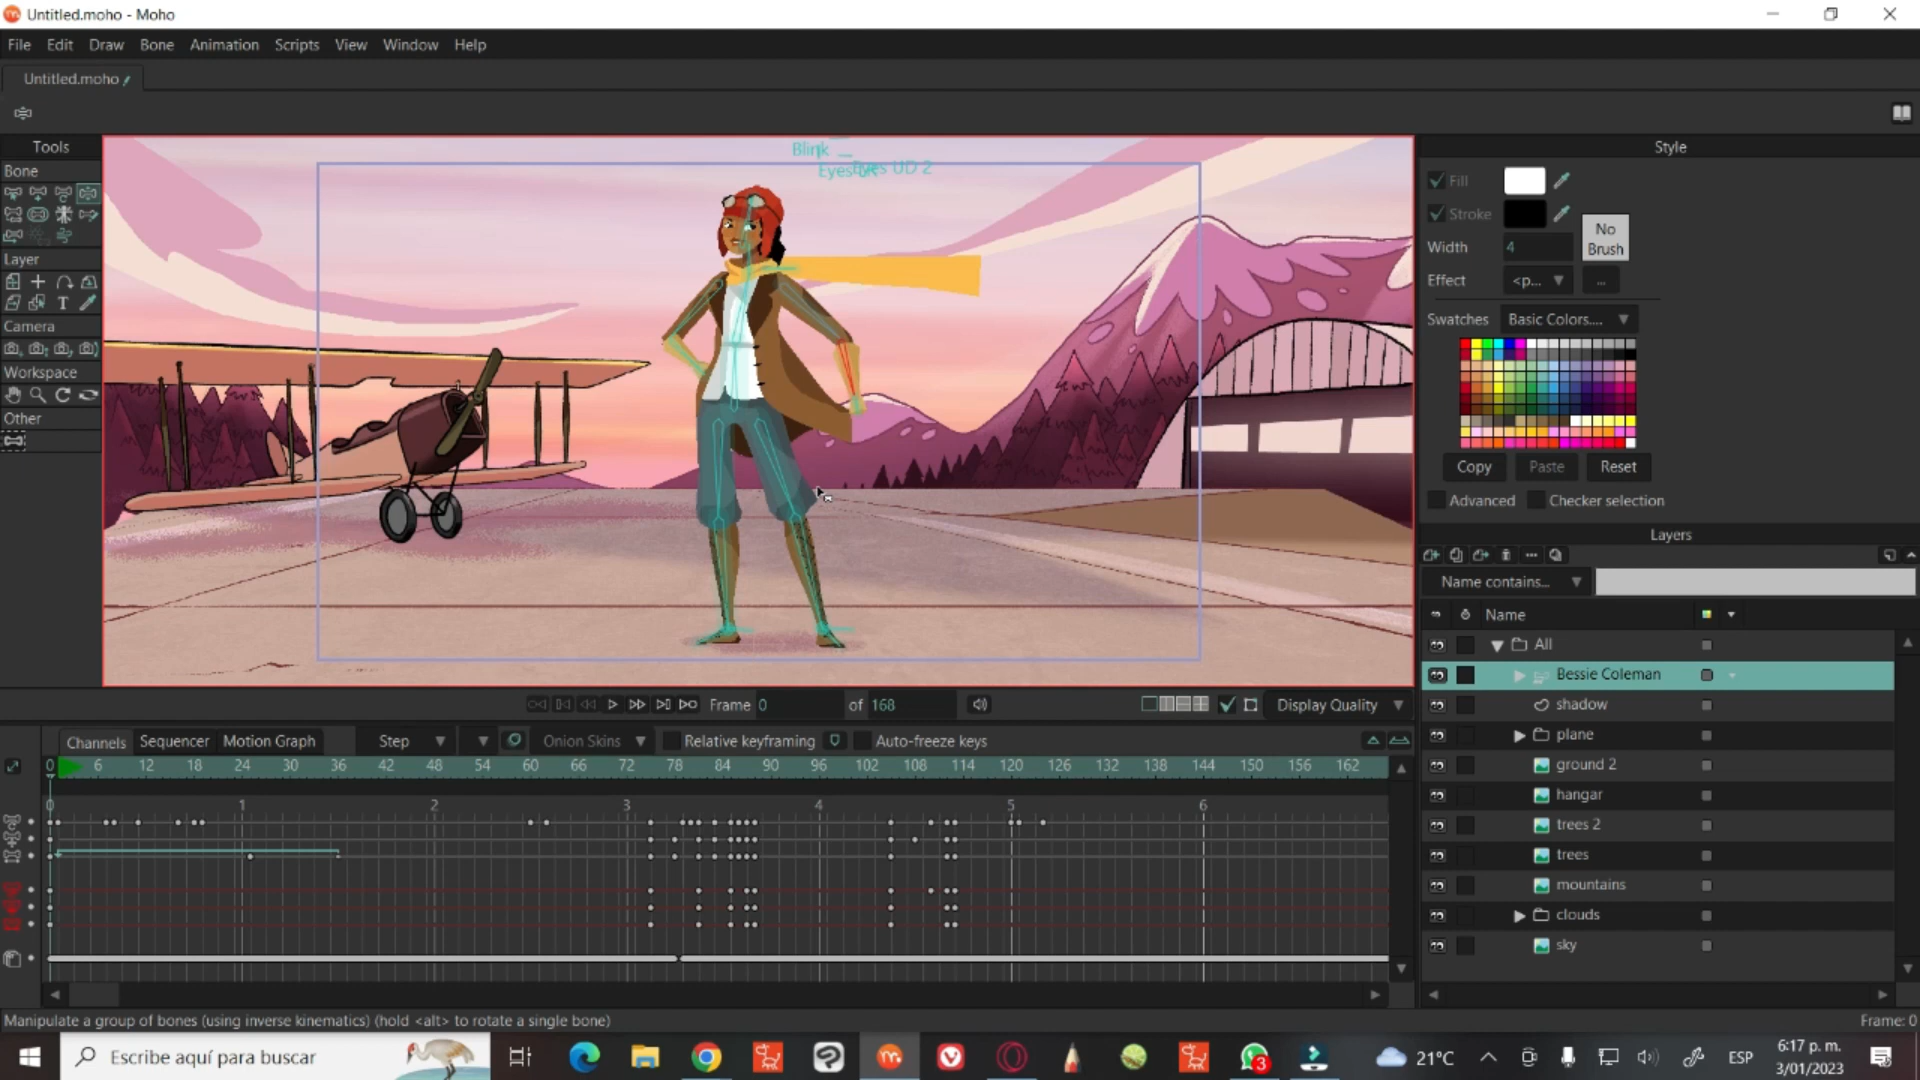 Untitled.moho - Moho
File Edit Draw Bone Animation Scripts View Window Help
Untitled.moho
Tools
Bone
Layer
Camera
Workspace
Other
Blink
Eyes UD 2
Style
Fill
Stroke
No Brush
Width 4
Effect <p... ...
Swatches Basic Colors....
Copy Paste Reset
Advanced Checker selection
Layers
Name contains...
Name
All
Bessie Coleman
shadow
plane
ground 2
hangar
trees 2
trees
mountains
clouds
sky
Frame 0 of 168 Display Quality
Channels Sequencer Motion Graph Step Onion Skins Relative keyframing Auto-freeze keys
0 6 12 18 24 30 36 42 48 54 60 66 72 78 84 90 96 102 108 114 120 126 132 138 144 150 156 162
0 1 2 3 4 5 6
Manipulate a group of bones (using inverse kinematics) (hold <alt> to rotate a single bone) Frame: 0
Escribe aquí para buscar 3 21°C ESP 6:17 p. m.
3/01/2023